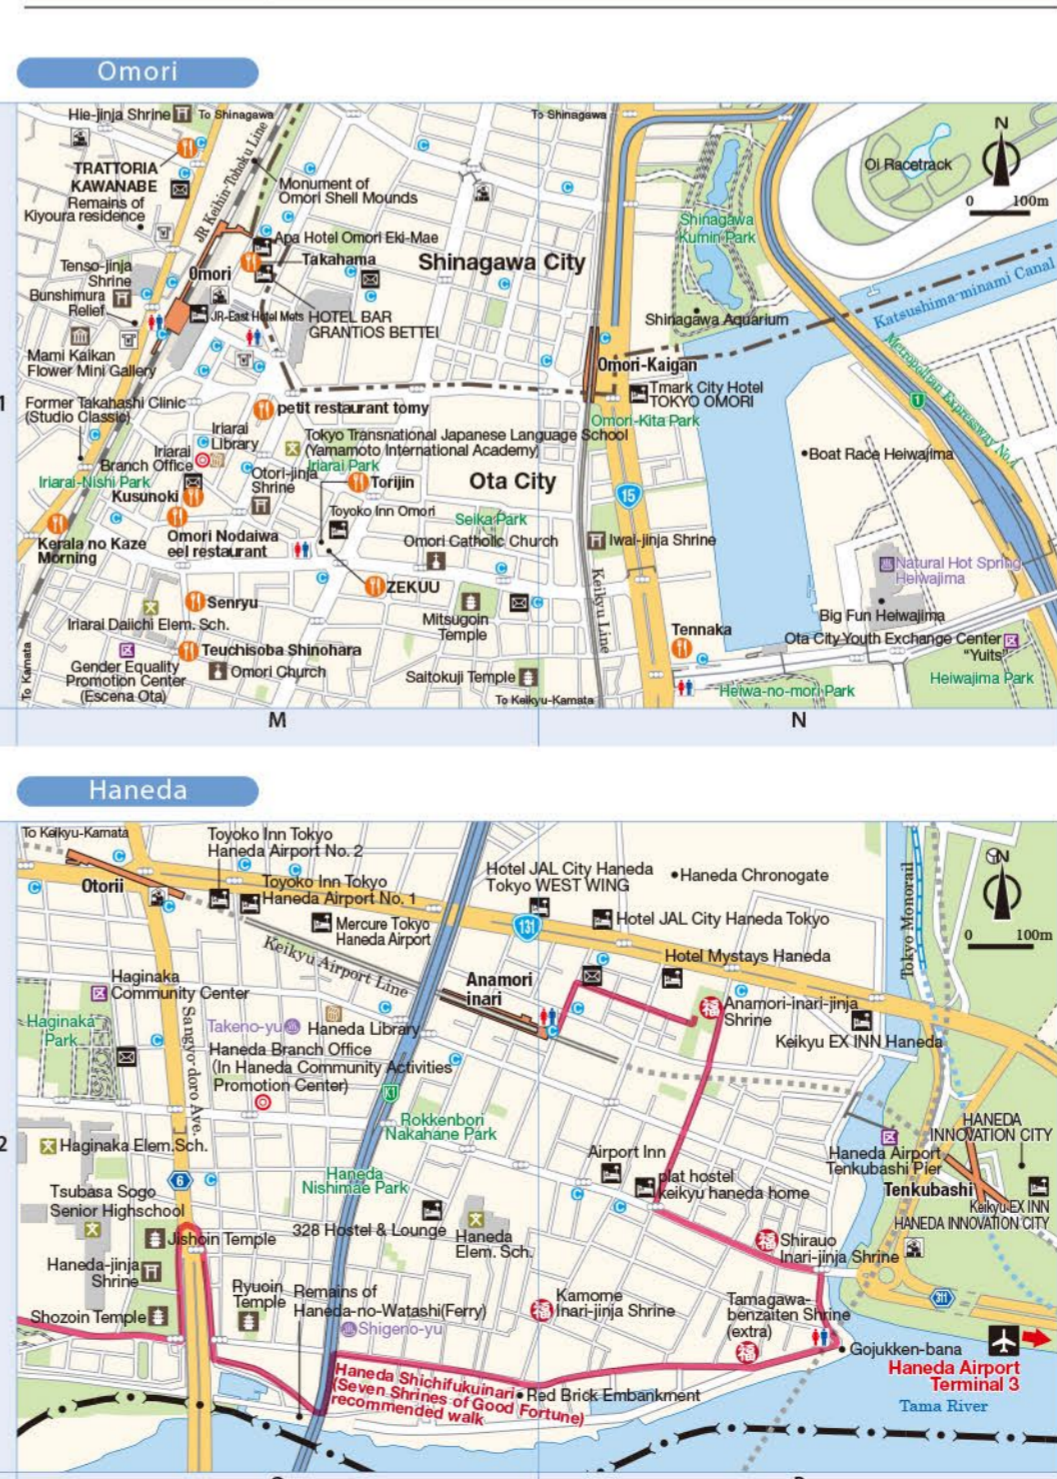 Omori
Hie-jinja Shrine
To Shinagawa
To Shinagawa
N
Oi Racetrack
0 100m
TRATTORIA
KAWANABE
JR Keihin-Tohoku Line
Monument of
Omori Shell Mounds
Remains of
Kiyoura residence
Shinagawa
Kumin Park
Apa Hotel Omori Eki-Mae
Takahama
Shinagawa City
Katsushima-minami Canal
Tenso-jinja
Shrine
Omori
Bunshimura
Relief
JR-East Hotel Mets
HOTEL BAR
GRANTIOS BETTEI
Shinagawa Aquarium
Mami Kaikan
Flower Mini Gallery
Omori-Kaigan
Metropolitan Expressway No.1
1
Tmark City Hotel
TOKYO OMORI
1
Former Takahashi Clinic
(Studio Classic)
petit restaurant tomy
Omori-Kita Park
Iriarai
Library
Tokyo Transnational Japanese Language School
(Yamamoto International Academy)
Iriarai
Branch Office
Iriarai Park
Boat Race Heiwajima
Otori-jinja
Shrine
Iriarai-Nishi Park
Torijin
Ota City
Kusunoki
15
Toyoko Inn Omori
Seika Park
Kerala no Kaze
Morning
Omori Nodaiwa
eel restaurant
Omori Catholic Church
Iwai-jinja Shrine
Natural Hot Spring
Heiwajima
ZEKUU
Keikyu Line
Senryu
Big Fun Heiwajima
Iriarai Daiichi Elem. Sch.
Mitsugoin
Temple
Tennaka
Ota City Youth Exchange Center
"Yuits"
To Kamata
Teuchisoba Shinohara
Gender Equality
Promotion Center
(Escena Ota)
Omori Church
Saitokuji Temple
To Keikyu-Kamata
Heiwa-no-mori Park
Heiwajima Park
M
N
Haneda
To Keikyu-Kamata
Toyoko Inn Tokyo
Haneda Airport No. 2
Otorii
Toyoko Inn Tokyo
Haneda Airport No. 1
Hotel JAL City Haneda
Tokyo WEST WING
Haneda Chronogate
N
0 100m
Mercure Tokyo
Haneda Airport
131
Hotel JAL City Haneda Tokyo
Tokyo Monorail
Keikyu Airport Line
Hotel Mystays Haneda
Haginaka
Community Center
Anamori
inari
福
Anamori-inari-jinja
Shrine
Haginaka
Park
Sangyo-doro Ave.
Takeno-yu
Haneda Library
Keikyu EX INN Haneda
Haneda Branch Office
(In Haneda Community Activities
Promotion Center)
K1
Rokkenbori
Nakahane Park
HANEDA
INNOVATION CITY
2
Haginaka Elem.Sch.
Airport Inn
Haneda Airport
Tenkubashi Pier
Haneda
Nishimae Park
6
plat hostel
keikyu haneda home
Tenkubashi
Keikyu EX INN
HANEDA INNOVATION CITY
Tsubasa Sogo
Senior Highschool
328 Hostel & Lounge
Haneda
Elem. Sch.
Jishoin Temple
福
Shirauo
Inari-jinja Shrine
Haneda-jinja
Shrine
Ryuoin
Temple
Remains of
Haneda-no-Watashi(Ferry)
Kamome
Inari-jinja Shrine
福
Tamagawa-
benzaiten Shrine
(extra)
311
Shozoin Temple
Shigeno-yu
福
Gojukken-bana
Haneda Airport
Terminal 3
Haneda Shichifukuinari
(Seven Shrines of Good Fortune)
recommended walk
Red Brick Embankment
Tama River